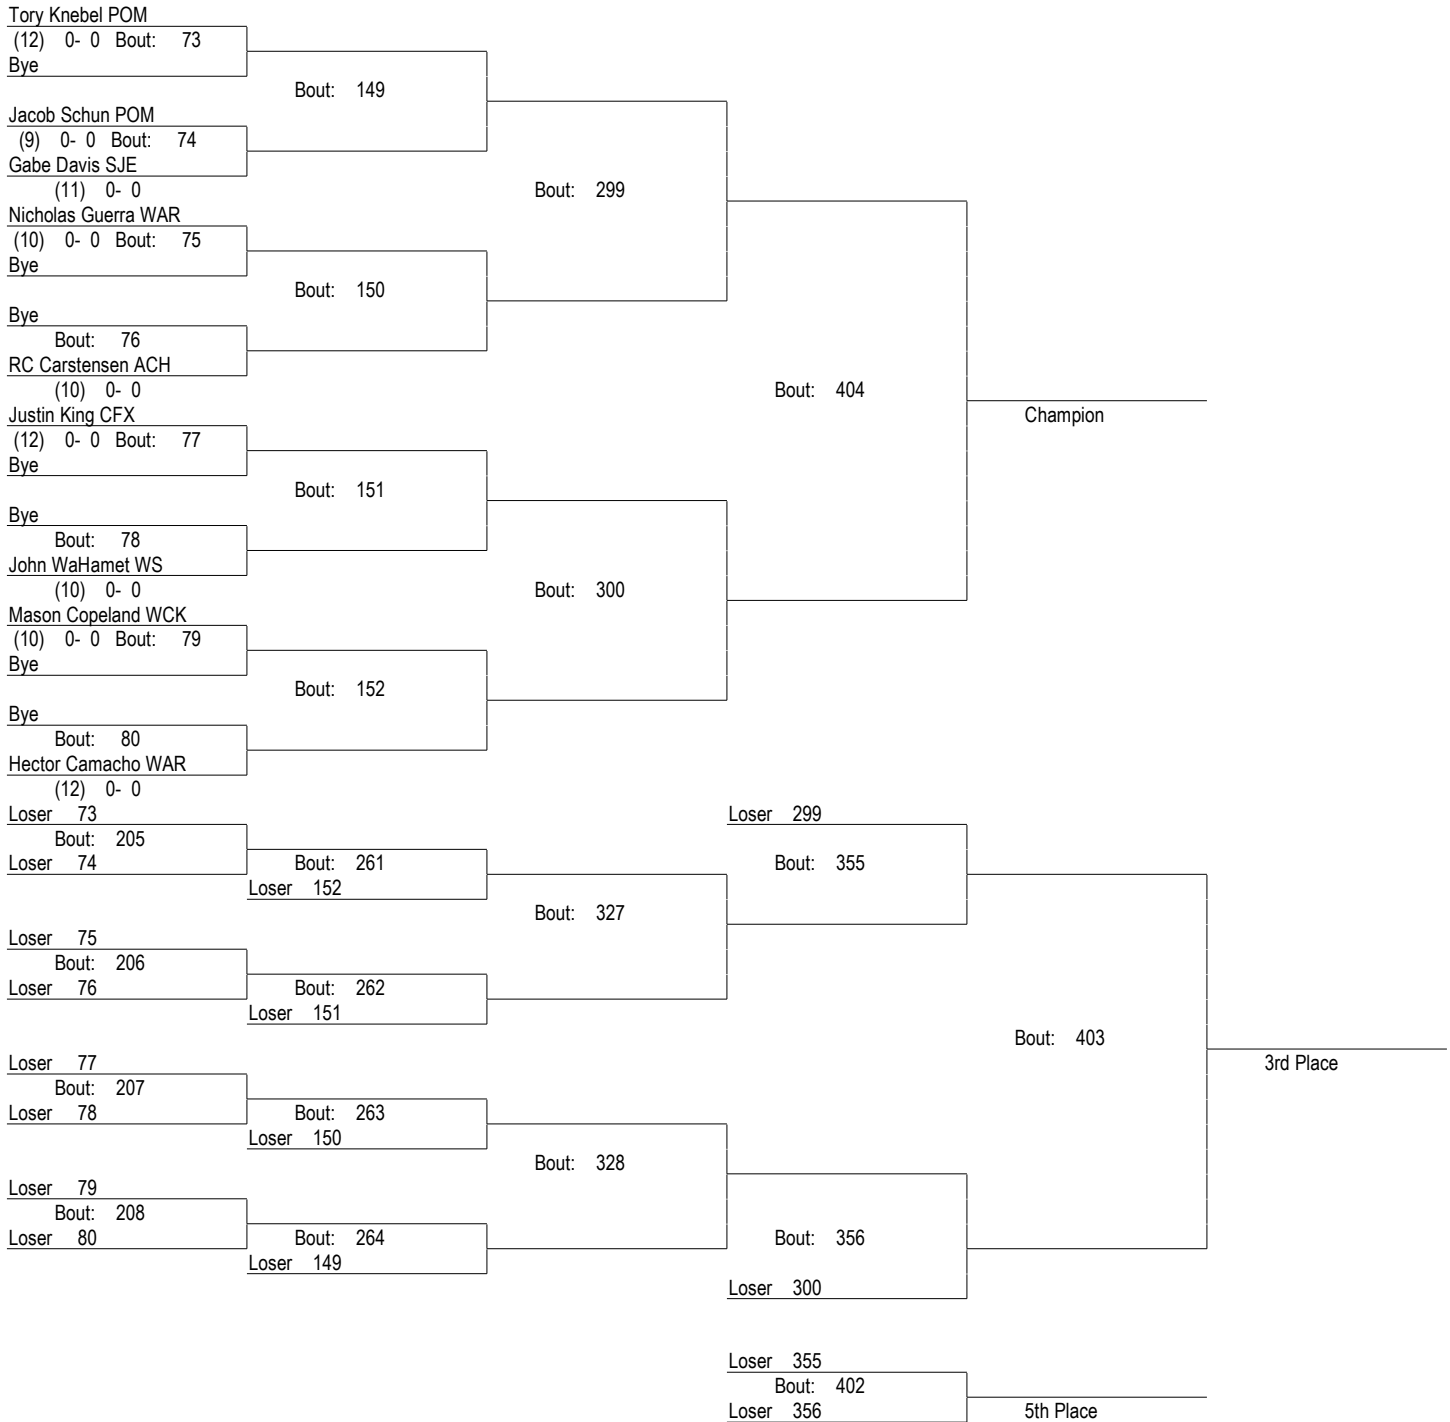 Tory Knebel POM
(12) 0- 0 Bout: 73
Bye
Bout: 149
Jacob Schun POM
(9) 0- 0 Bout: 74
Gabe Davis SJE
(11) 0- 0
Bout: 299
Nicholas Guerra WAR
(10) 0- 0 Bout: 75
Bye
Bout: 150
Bye
Bout: 76
RC Carstensen ACH
(10) 0- 0
Bout: 404
Justin King CFX
Champion
(12) 0- 0 Bout: 77
Bye
Bout: 151
Bye
Bout: 78
John WaHamet WS
(10) 0- 0
Bout: 300
Mason Copeland WCK
(10) 0- 0 Bout: 79
Bye
Bout: 152
Bye
Bout: 80
Hector Camacho WAR
(12) 0- 0
Loser 73
Loser 299
Bout: 205
Loser 74
Bout: 261
Bout: 355
Loser 152
Bout: 327
Loser 75
Bout: 206
Loser 76
Bout: 262
Loser 151
Bout: 403
Loser 77
3rd Place
Bout: 207
Loser 78
Bout: 263
Loser 150
Bout: 328
Loser 79
Bout: 208
Loser 80
Bout: 264
Bout: 356
Loser 149
Loser 300
Loser 355
Bout: 402
Loser 356
5th Place